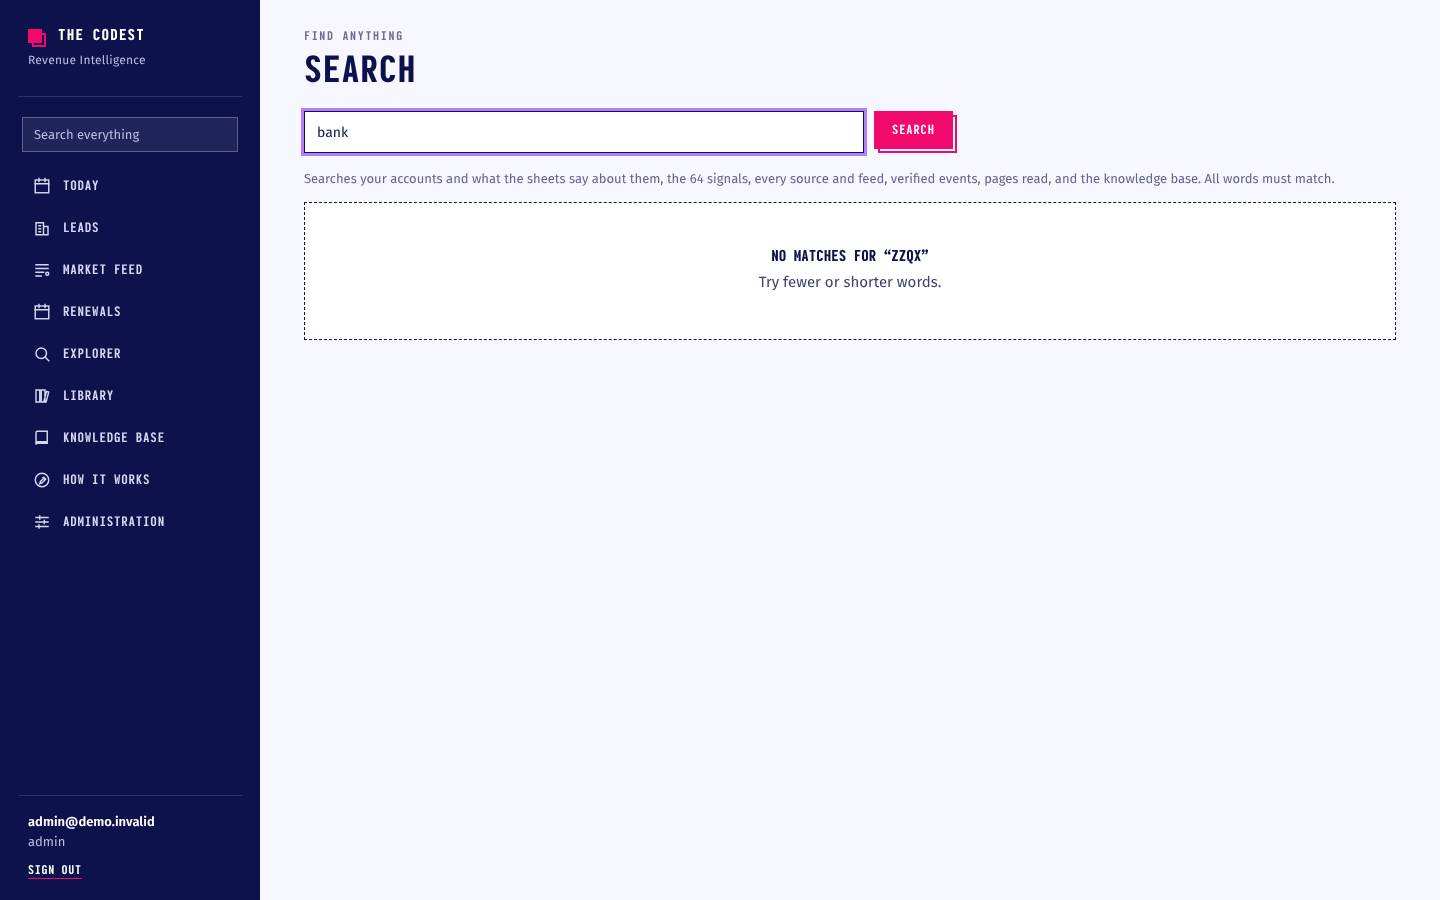 THE CODEST
Revenue Intelligence
Search everything
TODAY
LEADS
MARKET FEED
RENEWALS
EXPLORER
LIBRARY
KNOWLEDGE BASE
HOW IT WORKS
ADMINISTRATION
admin@demo.invalid
admin
SIGN OUT
FIND ANYTHING
SEARCH
bank
SEARCH
Searches your accounts and what the sheets say about them, the 64 signals, every source and feed, verified events, pages read, and the knowledge base. All words must match.
NO MATCHES FOR “ZZQX”
Try fewer or shorter words.